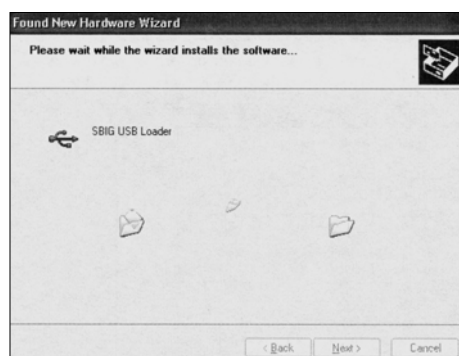 Found New Hardware Wizard
Please wait while the wizard installs the software...
SBIG USB Loader
< Back
Next >
Cancel